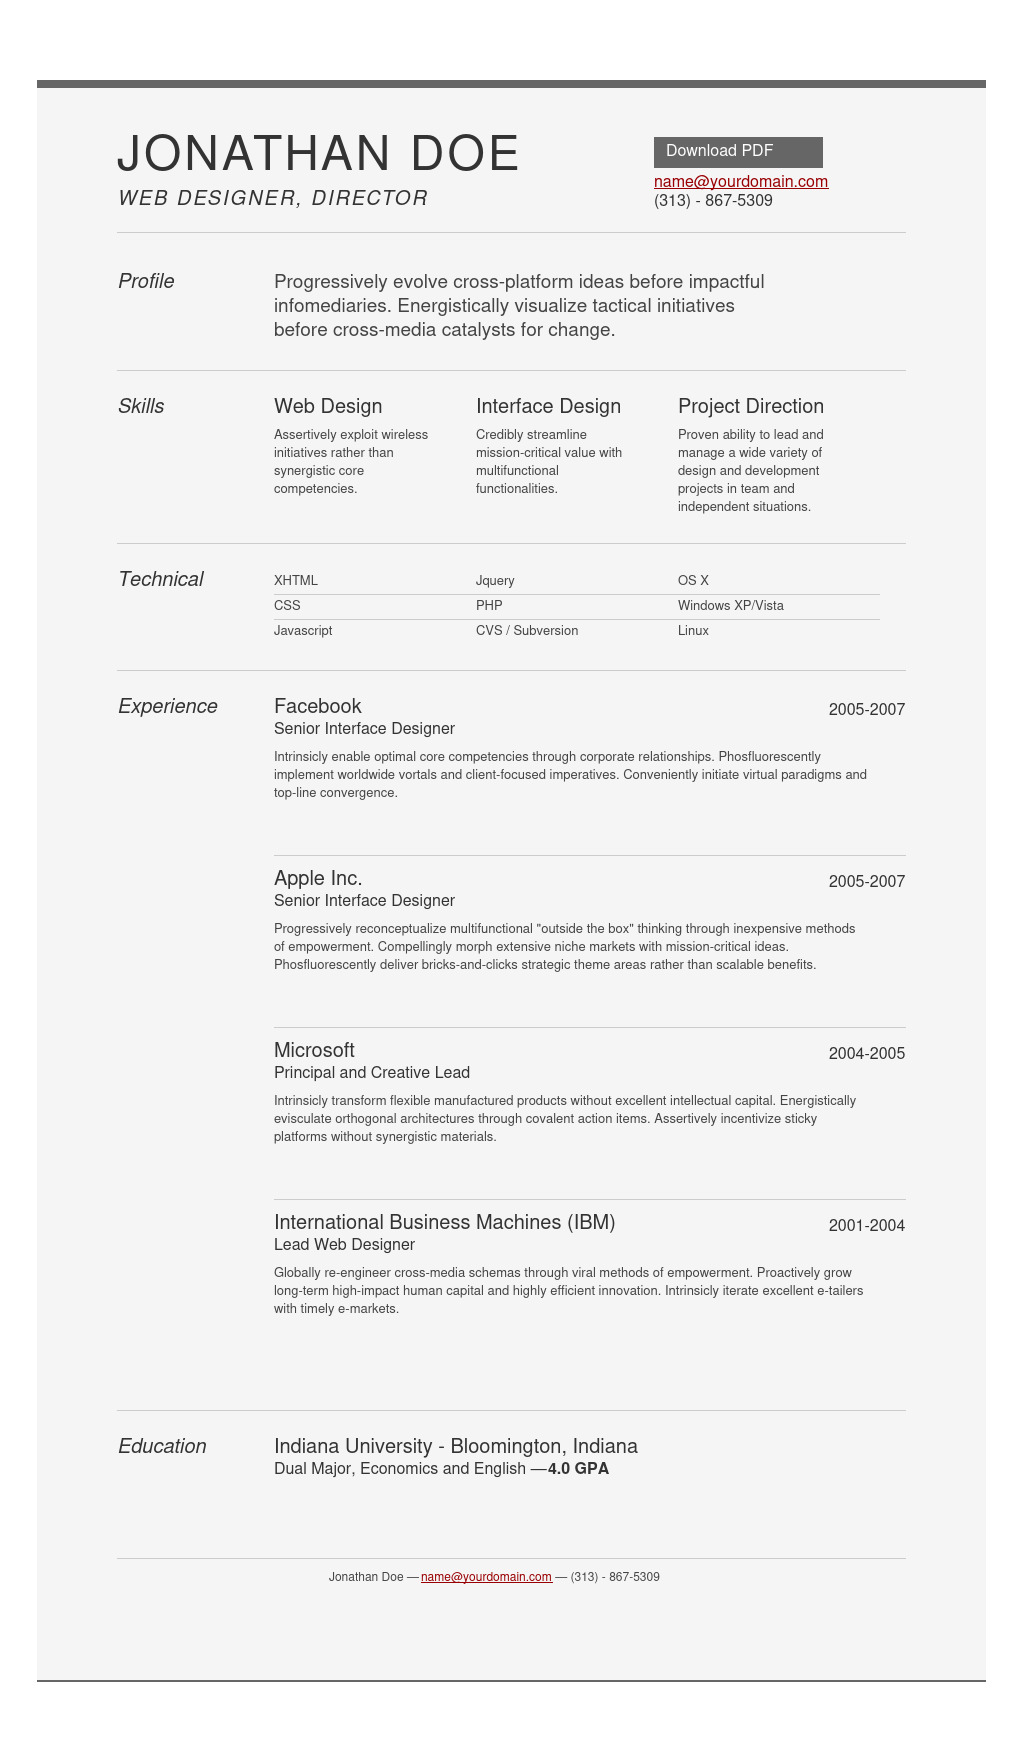 JONATHAN DOE
WEB DESIGNER, DIRECTOR
Download PDF
name@yourdomain.com
(313) - 867-5309
Profile
Progressively evolve cross-platform ideas before impactful
infomediaries. Energistically visualize tactical initiatives
before cross-media catalysts for change.
Skills
Web Design
Assertively exploit wireless
initiatives rather than
synergistic core
competencies.
Interface Design
Credibly streamline
mission-critical value with
multifunctional
functionalities.
Project Direction
Proven ability to lead and
manage a wide variety of
design and development
projects in team and
independent situations.
Technical
XHTML Jquery OS X
CSS PHP Windows XP/Vista
Javascript CVS / Subversion Linux
Experience
Facebook 2005-2007
Senior Interface Designer
Intrinsicly enable optimal core competencies through corporate relationships. Phosfluorescently
implement worldwide vortals and client-focused imperatives. Conveniently initiate virtual paradigms and
top-line convergence.
Apple Inc. 2005-2007
Senior Interface Designer
Progressively reconceptualize multifunctional "outside the box" thinking through inexpensive methods
of empowerment. Compellingly morph extensive niche markets with mission-critical ideas.
Phosfluorescently deliver bricks-and-clicks strategic theme areas rather than scalable benefits.
Microsoft 2004-2005
Principal and Creative Lead
Intrinsicly transform flexible manufactured products without excellent intellectual capital. Energistically
evisculate orthogonal architectures through covalent action items. Assertively incentivize sticky
platforms without synergistic materials.
International Business Machines (IBM) 2001-2004
Lead Web Designer
Globally re-engineer cross-media schemas through viral methods of empowerment. Proactively grow
long-term high-impact human capital and highly efficient innovation. Intrinsicly iterate excellent e-tailers
with timely e-markets.
Education
Indiana University - Bloomington, Indiana
Dual Major, Economics and English —4.0 GPA
Jonathan Doe — name@yourdomain.com — (313) - 867-5309